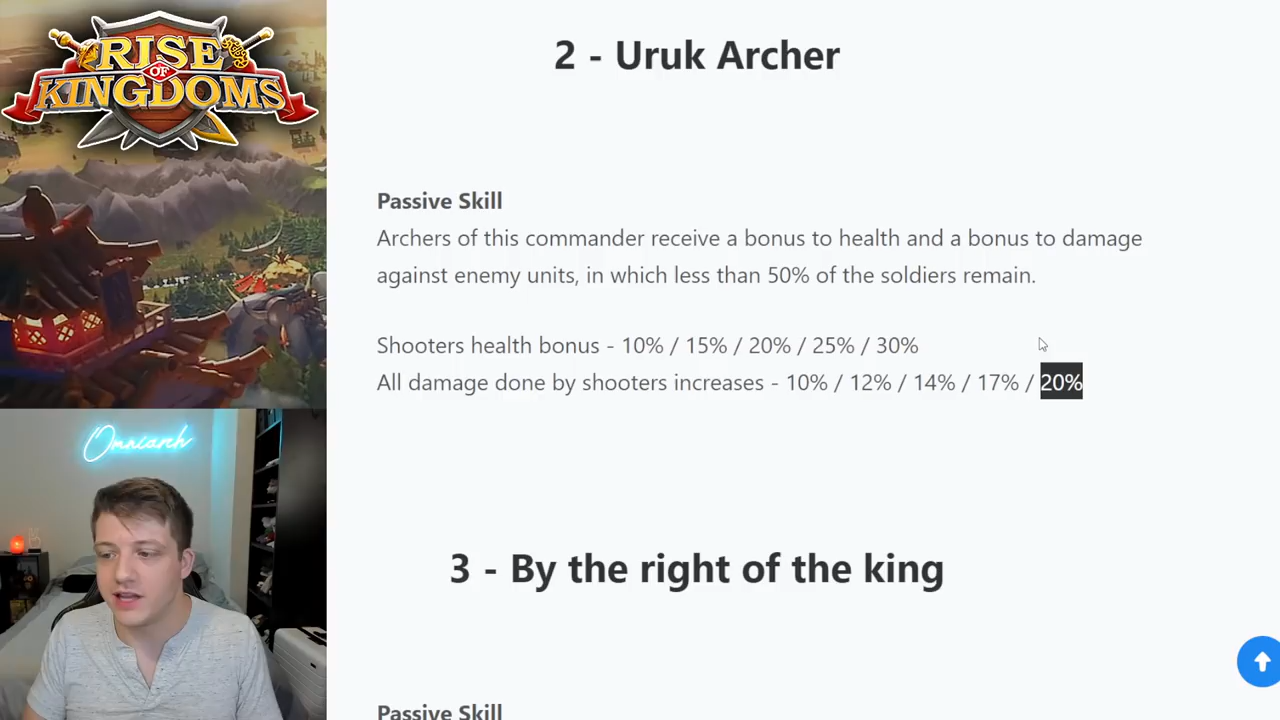 RISE
OF
KINGDOMS
Omniarch
2 - Uruk Archer
Passive Skill
Archers of this commander receive a bonus to health and a bonus to damage
against enemy units, in which less than 50% of the soldiers remain.
Shooters health bonus - 10% / 15% / 20% / 25% / 30%
All damage done by shooters increases - 10% / 12% / 14% / 17% / 20%
3 - By the right of the king
Passive Skill